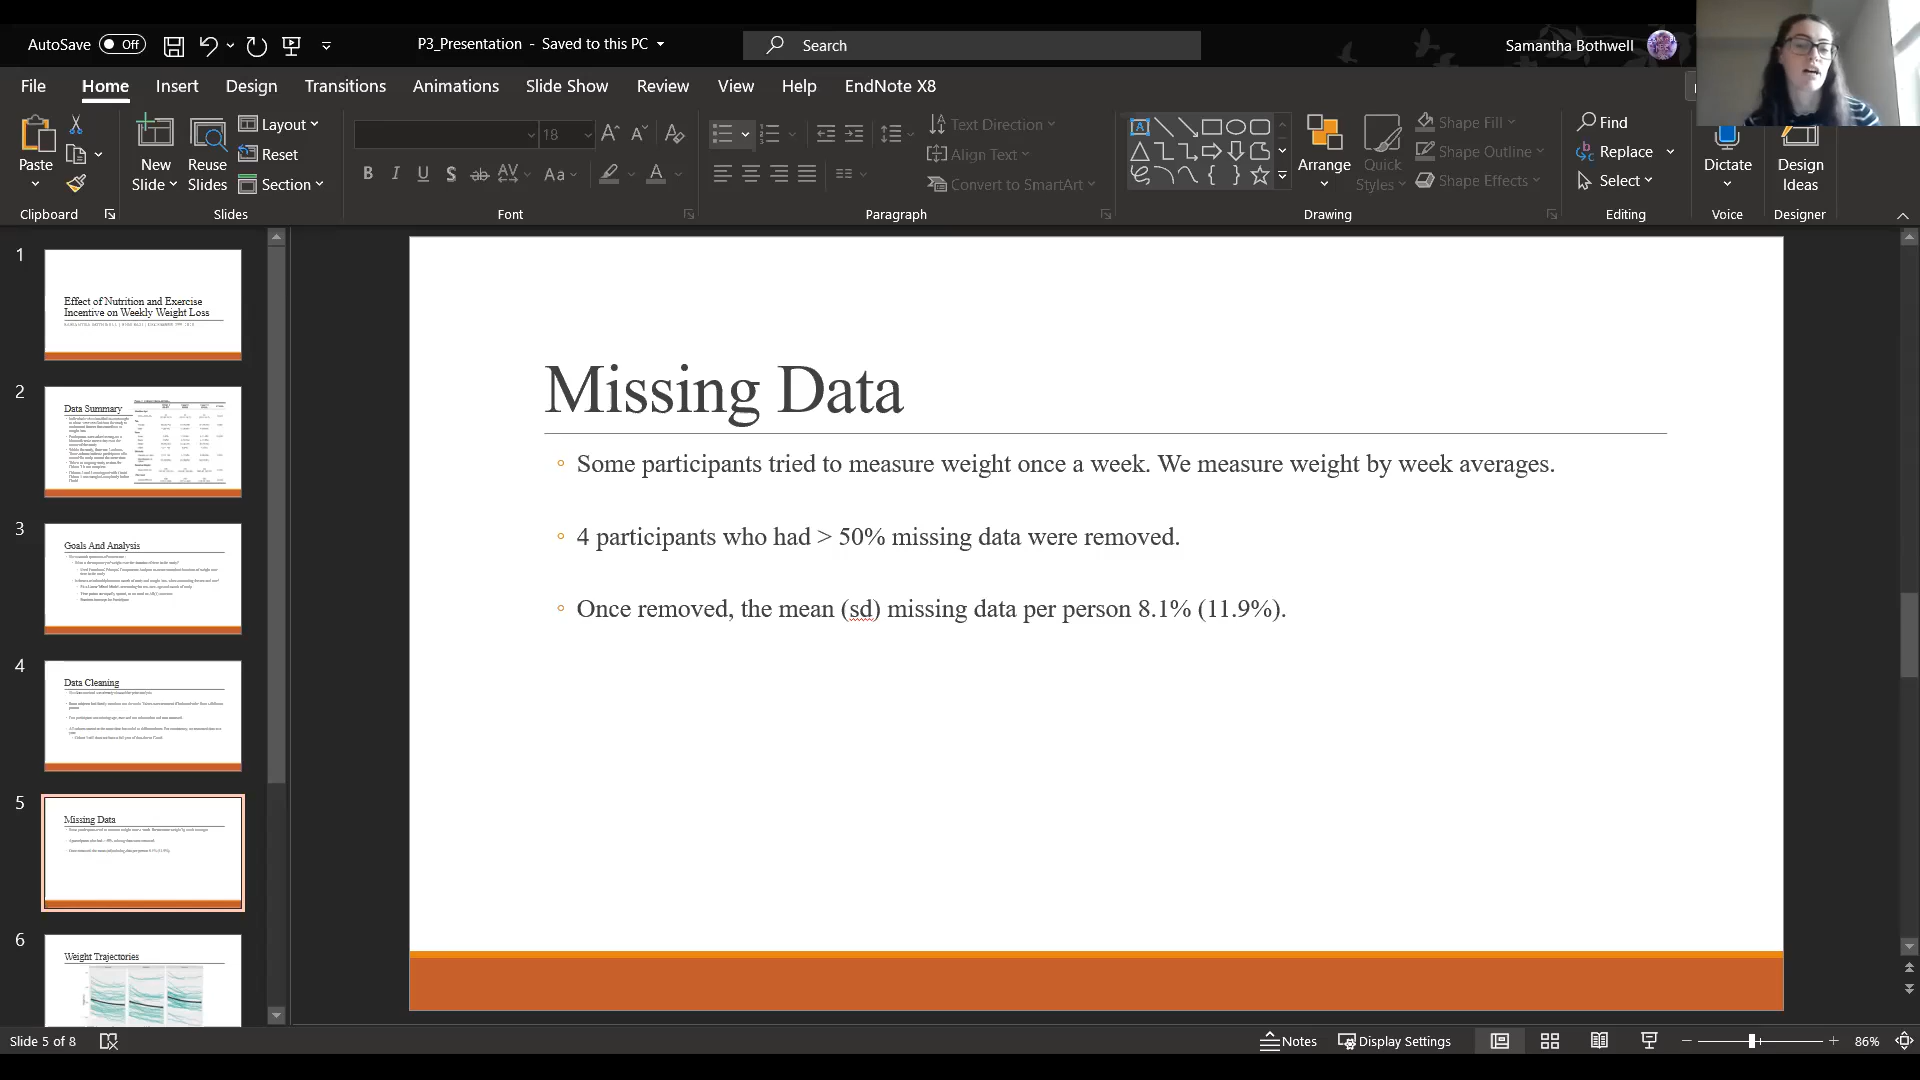 AutoSave Off
P3_Presentation - Saved to this PC
Search
Samantha Bothwell
File Home Insert Design Transitions Animations Slide Show Review View Help EndNote X8
Paste
Clipboard
New Slide
Reuse Slides
Layout
Reset
Section
Slides
18
Font
Text Direction
Align Text
Convert to SmartArt
Paragraph
Arrange
Quick Styles
Shape Fill
Shape Outline
Shape Effects
Drawing
Find
Replace
Select
Editing
Dictate
Voice
Design Ideas
Designer
1
Effect of Nutrition and Exercise
Incentive on Weekly Weight Loss
2
Data Summary
3
Goals And Analysis
4
Data Cleaning
5
Missing Data
6
Weight Trajectories
Missing Data
Some participants tried to measure weight once a week. We measure weight by week averages.
4 participants who had > 50% missing data were removed.
Once removed, the mean (sd) missing data per person 8.1% (11.9%).
Slide 5 of 8
Notes
Display Settings
86%